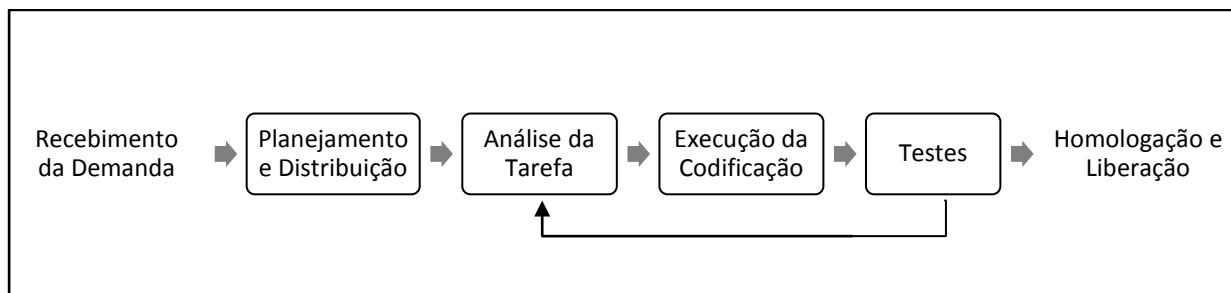 Recebimento
da Demanda
Planejamento
e Distribuição
Análise da
Tarefa
Execução da
Codificação
Testes
Homologação e
Liberação